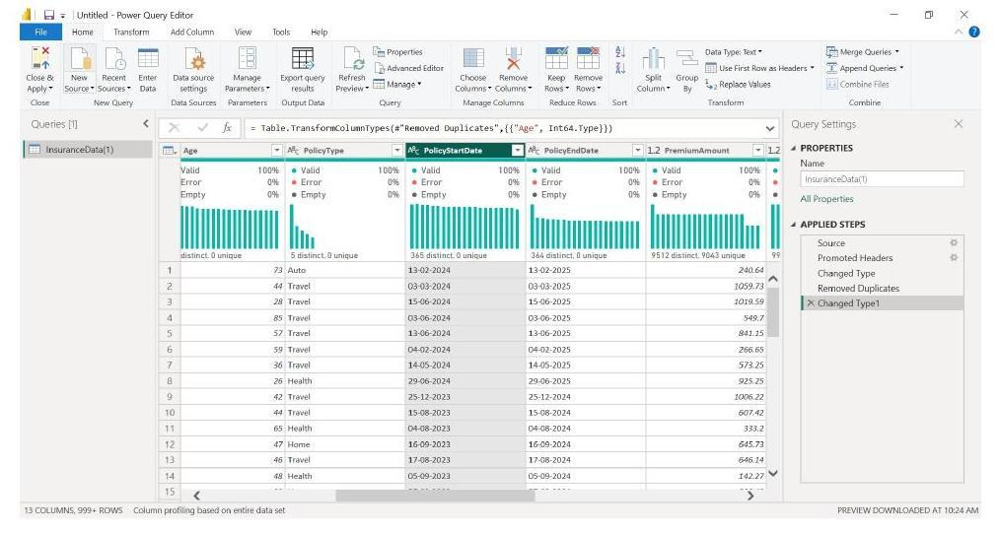 Untitled - Power Query Editor
File Home Transform Add Column View Tools Help
Close & Apply
New Source
Recent Sources
Enter Data
Data source settings
Manage Parameters
Export query results
Refresh Preview
Properties
Advanced Editor
Manage
Choose Columns
Remove Columns
Keep Rows
Remove Rows
Split Column
Group By
Data Type: Text
Use First Row as Headers
Replace Values
Merge Queries
Append Queries
Combine Files
Close New Query Data Sources Parameters Output Data Query Manage Columns Reduce Rows Sort Transform Combine
Queries [1]
InsuranceData(1)
fx = Table.TransformColumnTypes(#"Removed Duplicates",{{"Age", Int64.Type}})
Age ABC PolicyType ABC PolicyStartDate ABC PolicyEndDate 1.2 PremiumAmount 1.2
Valid 100% Valid 100% Valid 100% Valid 100% Valid 100%
Error 0% Error 0% Error 0% Error 0% Error 0%
Empty 0% Empty 0% Empty 0% Empty 0% Empty 0%
distinct, 0 unique 5 distinct, 0 unique 365 distinct, 0 unique 364 distinct, 0 unique 9512 distinct, 9043 unique 99
1 73 Auto 13-02-2024 13-02-2025 240.64
2 44 Travel 03-03-2024 03-03-2025 1059.73
3 28 Travel 15-06-2024 15-06-2025 1019.59
4 85 Travel 03-06-2024 03-06-2025 549.7
5 57 Travel 13-06-2024 13-06-2025 841.15
6 59 Travel 04-02-2024 04-02-2025 266.65
7 36 Travel 14-05-2024 14-05-2025 573.25
8 26 Health 29-06-2024 29-06-2025 925.25
9 42 Travel 25-12-2023 25-12-2024 1006.22
10 44 Travel 15-08-2023 15-08-2024 607.42
11 65 Health 04-08-2023 04-08-2024 333.2
12 47 Home 16-09-2023 16-09-2024 645.73
13 46 Travel 17-08-2023 17-08-2024 646.14
14 48 Health 05-09-2023 05-09-2024 142.27
15
Query Settings
PROPERTIES
Name
InsuranceData(1)
All Properties
APPLIED STEPS
Source
Promoted Headers
Changed Type
Removed Duplicates
Changed Type1
13 COLUMNS, 999+ ROWS Column profiling based on entire data set
PREVIEW DOWNLOADED AT 10:24 AM